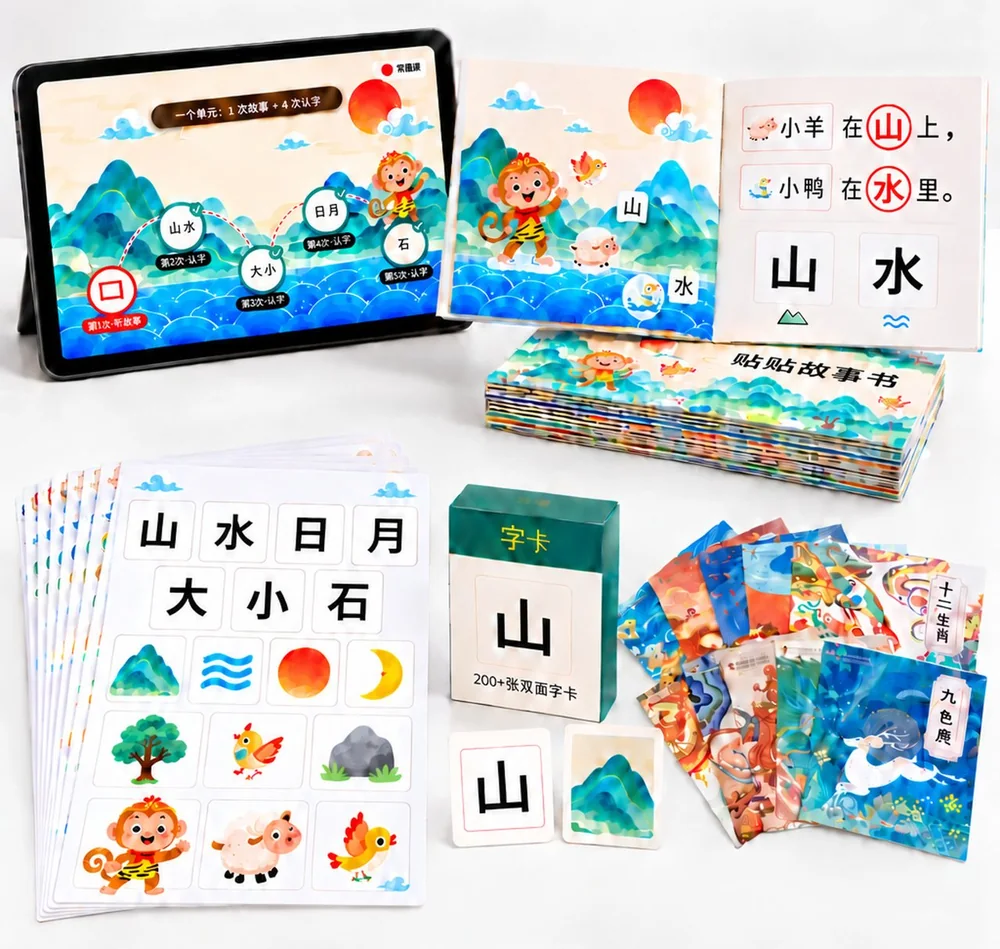 一个单元：1 次故事 + 4 次认字
山水
第2次·认字
日月
第4次·认字
大小
第3次·认字
石
第5次·认字
口
第1次·听故事
山
水
小羊 在山上，
小鸭 在水里。
山 水
贴贴故事书
山 水 日 月
大 小 石
字卡
山
200+张双面字卡
山
十二生肖
九色鹿